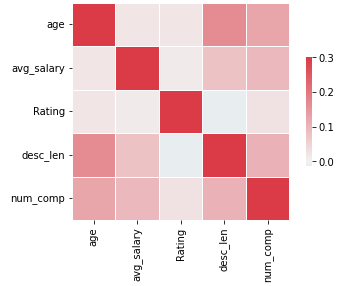 age
avg_salary
Rating
desc_len
num_comp
age
avg_salary
Rating
desc_len
num_comp
0.3
0.2
0.1
0.0